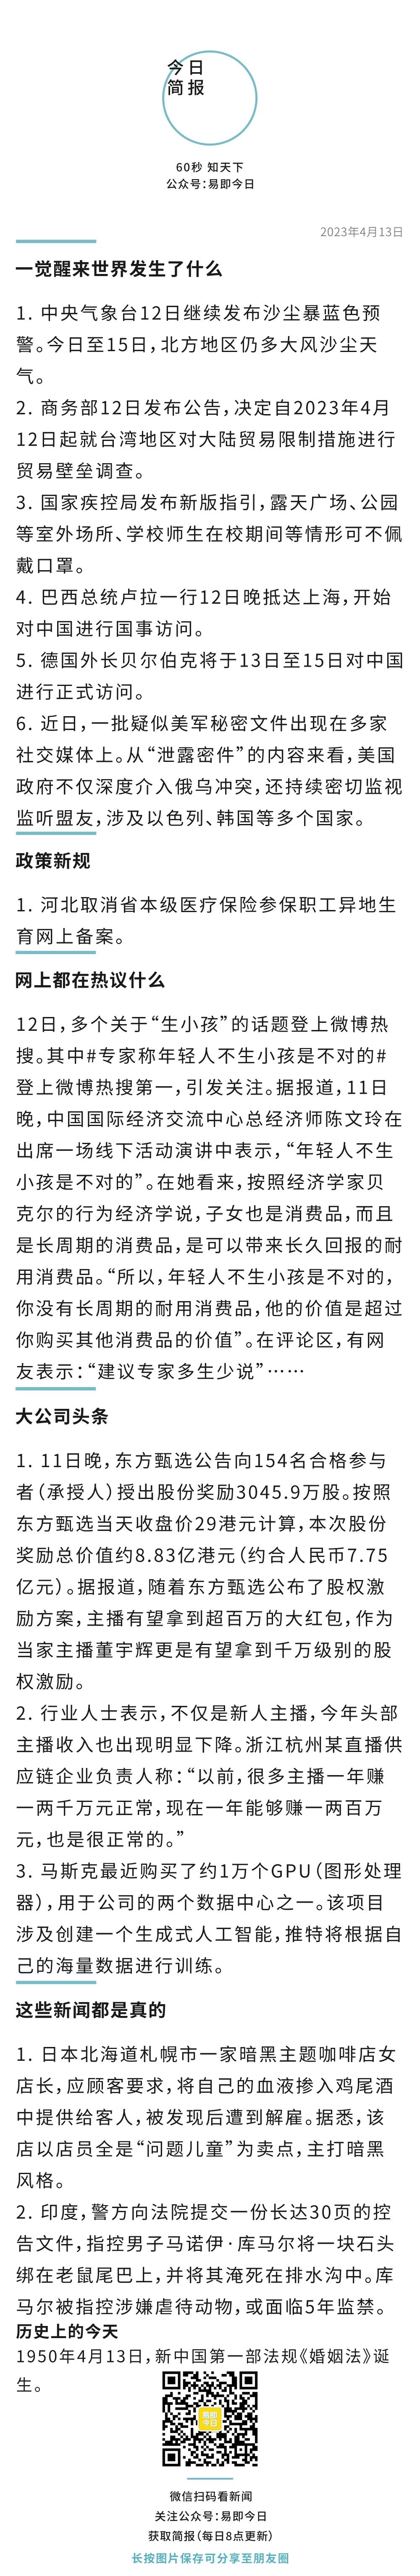 今日
简报
60秒 知天下
公众号：易即今日
2023年4月13日
一觉醒来世界发生了什么
1. 中央气象台12日继续发布沙尘暴蓝色预
警。今日至15日，北方地区仍多大风沙尘天
气。
2. 商务部12日发布公告，决定自2023年4月
12日起就台湾地区对大陆贸易限制措施进行
贸易壁垒调查。
3. 国家疾控局发布新版指引，露天广场、公园
等室外场所、学校师生在校期间等情形可不佩
戴口罩。
4. 巴西总统卢拉一行12日晚抵达上海，开始
对中国进行国事访问。
5. 德国外长贝尔伯克将于13日至15日对中国
进行正式访问。
6. 近日，一批疑似美军秘密文件出现在多家
社交媒体上。从“泄露密件”的内容来看，美国
政府不仅深度介入俄乌冲突，还持续密切监视
监听盟友，涉及以色列、韩国等多个国家。
政策新规
1. 河北取消省本级医疗保险参保职工异地生
育网上备案。
网上都在热议什么
12日，多个关于“生小孩”的话题登上微博热
搜。其中#专家称年轻人不生小孩是不对的#
登上微博热搜第一，引发关注。据报道，11日
晚，中国国际经济交流中心总经济师陈文玲在
出席一场线下活动演讲中表示，“年轻人不生
小孩是不对的”。在她看来，按照经济学家贝
克尔的行为经济学说，子女也是消费品，而且
是长周期的消费品，是可以带来长久回报的耐
用消费品。“所以，年轻人不生小孩是不对的，
你没有长周期的耐用消费品，他的价值是超过
你购买其他消费品的价值”。在评论区，有网
友表示：“建议专家多生少说”……
大公司头条
1. 11日晚，东方甄选公告向154名合格参与
者（承授人）授出股份奖励3045.9万股。按照
东方甄选当天收盘价29港元计算，本次股份
奖励总价值约8.83亿港元（约合人民币7.75
亿元）。据报道，随着东方甄选公布了股权激
励方案，主播有望拿到超百万的大红包，作为
当家主播董宇辉更是有望拿到千万级别的股
权激励。
2. 行业人士表示，不仅是新人主播，今年头部
主播收入也出现明显下降。浙江杭州某直播供
应链企业负责人称：“以前，很多主播一年赚
一两千万元正常，现在一年能够赚一两百万
元，也是很正常的。”
3. 马斯克最近购买了约1万个GPU（图形处理
器），用于公司的两个数据中心之一。该项目
涉及创建一个生成式人工智能，推特将根据自
己的海量数据进行训练。
这些新闻都是真的
1. 日本北海道札幌市一家暗黑主题咖啡店女
店长，应顾客要求，将自己的血液掺入鸡尾酒
中提供给客人，被发现后遭到解雇。据悉，该
店以店员全是“问题儿童”为卖点，主打暗黑
风格。
2. 印度，警方向法院提交一份长达30页的控
告文件，指控男子马诺伊·库马尔将一块石头
绑在老鼠尾巴上，并将其淹死在排水沟中。库
马尔被指控涉嫌虐待动物，或面临5年监禁。
历史上的今天
1950年4月13日，新中国第一部法规《婚姻法》诞
生。
易即
今日
微信扫码看新闻
关注公众号：易即今日
获取简报（每日8点更新）
长按图片保存可分享至朋友圈